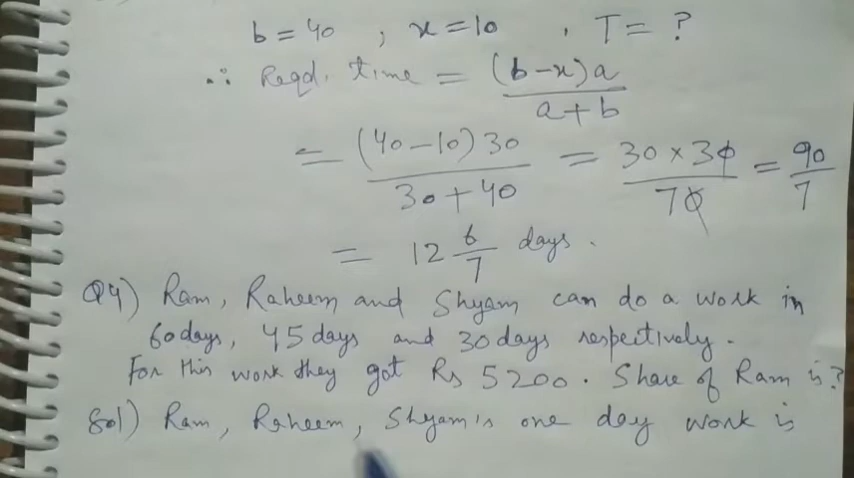 b = 40 , x = 10 , T = ?
∴ Reqd. time = (b-x)a / a+b
= (40-10)30 / 30+40 = 30×30 / 70 = 90 / 7
= 12 6/7 days.
Q4) Ram, Raheem and Shyam can do a work in
60 days, 45 days and 30 days respectively.
For this work they got Rs 5200. Share of Ram is?
Sol) Ram, Raheem, Shyam's one day work is